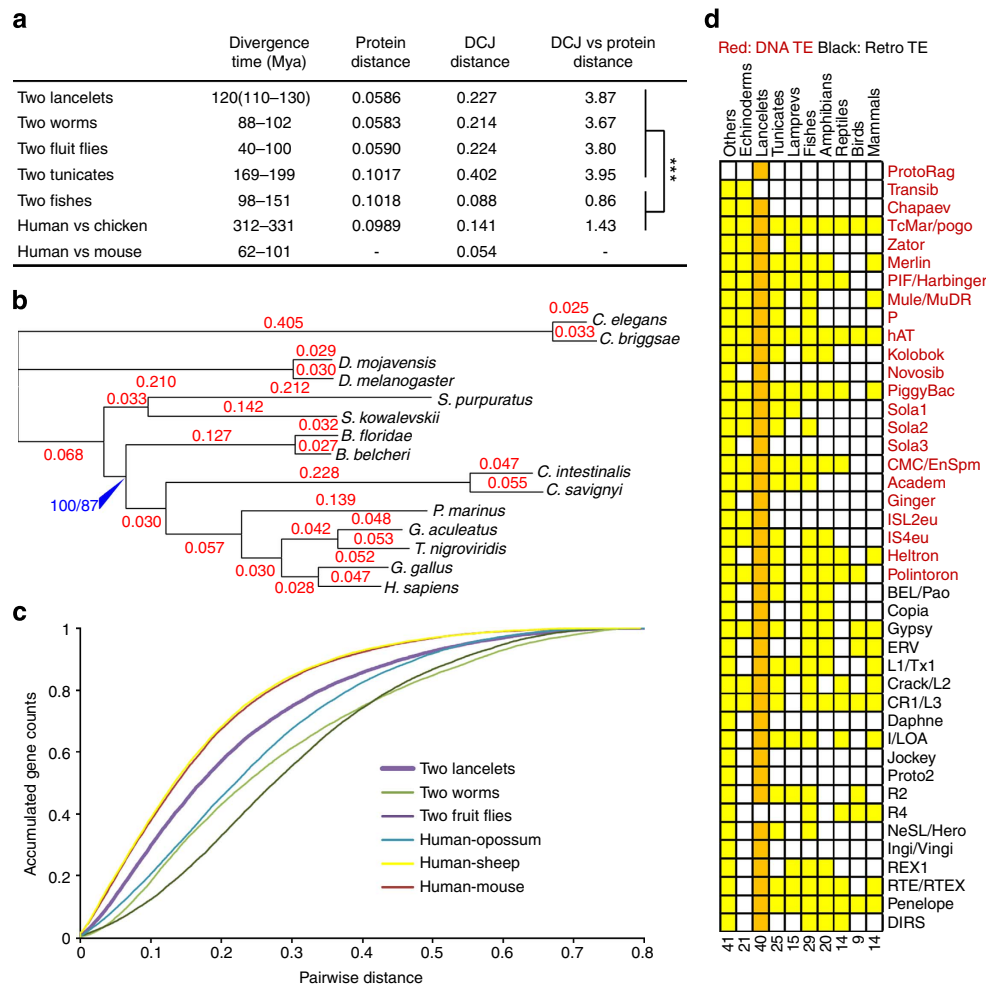 a
Divergence time (Mya) Protein distance DCJ distance DCJ vs protein distance
Two lancelets 120(110–130) 0.0586 0.227 3.87
Two worms 88–102 0.0583 0.214 3.67
Two fruit flies 40–100 0.0590 0.224 3.80
Two tunicates 169–199 0.1017 0.402 3.95
Two fishes 98–151 0.1018 0.088 0.86
Human vs chicken 312–331 0.0989 0.141 1.43
Human vs mouse 62–101 - 0.054 -
***
b
0.405
0.025
C. elegans
0.033
C. briggsae
0.029
D. mojavensis
0.030
D. melanogaster
0.210
0.212
S. purpuratus
0.033
0.142
S. kowalevskii
0.032
B. floridae
0.127
0.027
B. belcheri
0.068
0.228
0.047
C. intestinalis
0.055
C. savignyi
100/87
0.030
0.139
P. marinus
0.057
0.048
G. aculeatus
0.042
0.053
T. nigroviridis
0.030
0.052
G. gallus
0.047
H. sapiens
0.028
c
Accumulated gene counts
1
0.8
0.6
0.4
0.2
0
0 0.1 0.2 0.3 0.4 0.5 0.6 0.7 0.8
Pairwise distance
Two lancelets
Two worms
Two fruit flies
Human-opossum
Human-sheep
Human-mouse
d
Red: DNA TE Black: Retro TE
Others
Echinoderms
Lancelets
Tunicates
Lamprevs
Fishes
Amphibians
Reptiles
Birds
Mammals
ProtoRag
Transib
Chapaev
TcMar/pogo
Zator
Merlin
PIF/Harbinger
Mule/MuDR
P
hAT
Kolobok
Novosib
PiggyBac
Sola1
Sola2
Sola3
CMC/EnSpm
Academ
Ginger
ISL2eu
IS4eu
Heltron
Polintoron
BEL/Pao
Copia
Gypsy
ERV
L1/Tx1
Crack/L2
CR1/L3
Daphne
I/LOA
Jockey
Proto2
R2
R4
NeSL/Hero
Ingi/Vingi
REX1
RTE/RTEX
Penelope
DIRS
41 21 40 25 15 29 20 14 9 14